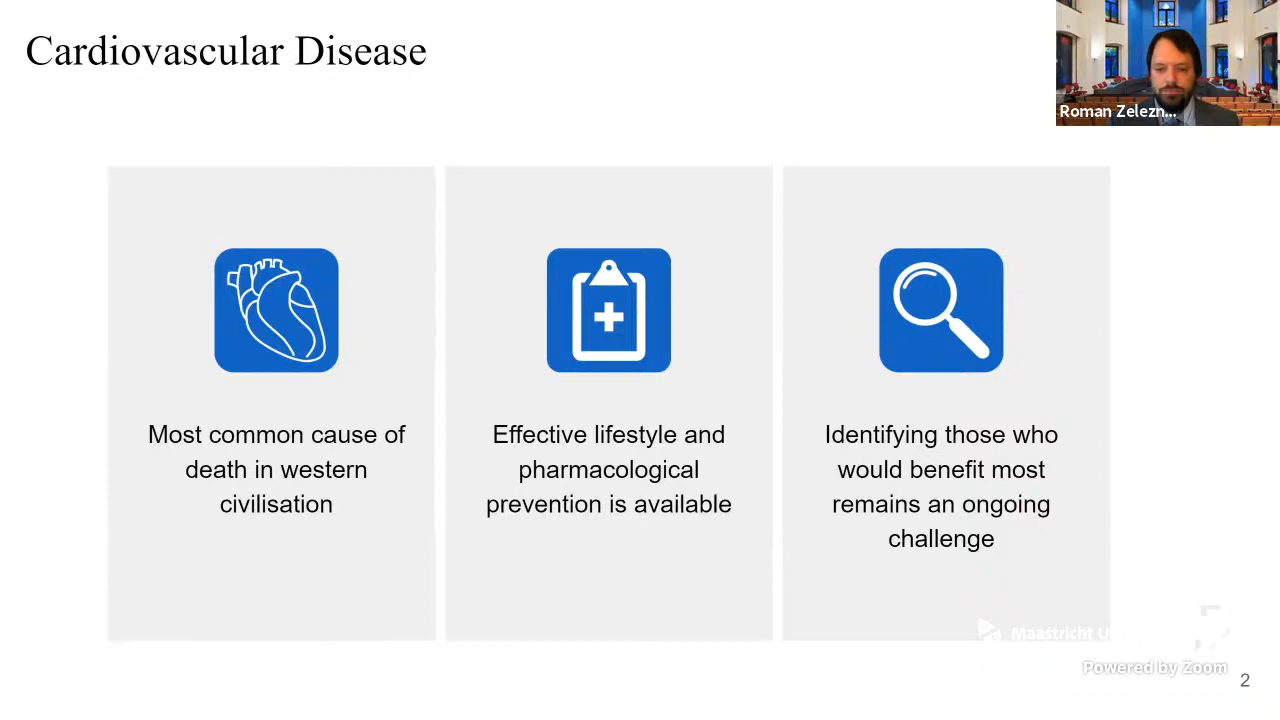 Cardiovascular Disease
Roman Zelezn...
Most common cause of
death in western
civilisation
Effective lifestyle and
pharmacological
prevention is available
Identifying those who
would benefit most
remains an ongoing
challenge
Maastricht U
Powered by Zoom
2